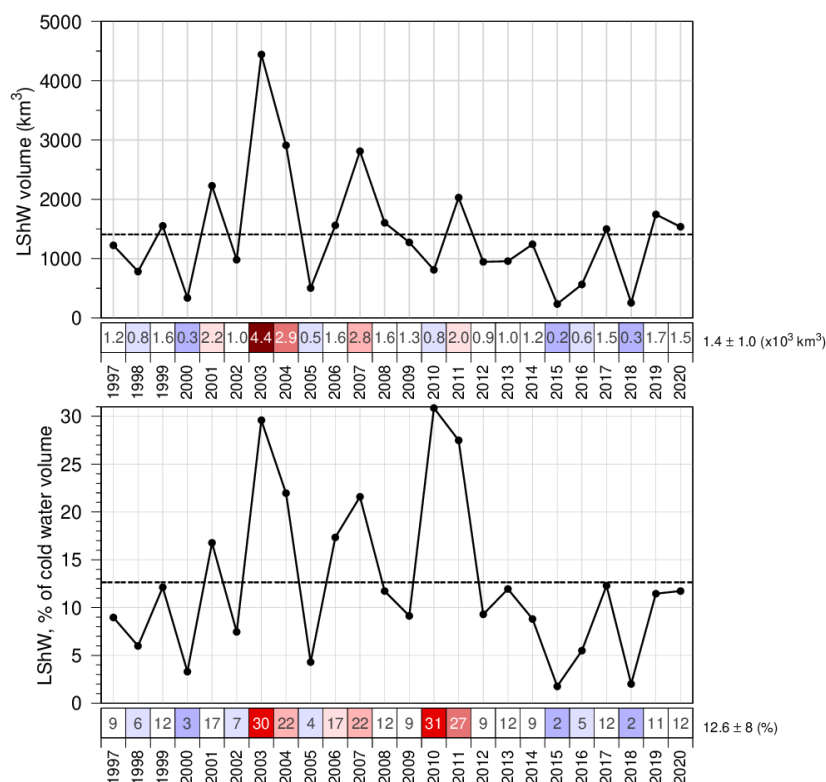 5000
4000
3000
2000
1000
0
LShW volume (km³)
1.2 0.8 1.6 0.3 2.2 1.0 4.4 2.9 0.5 1.6 2.8 1.6 1.3 0.8 2.0 0.9 1.0 1.2 0.2 0.6 1.5 0.3 1.7 1.5
1.4 ± 1.0 (x10³ km³)
1997 1998 1999 2000 2001 2002 2003 2004 2005 2006 2007 2008 2009 2010 2011 2012 2013 2014 2015 2016 2017 2018 2019 2020
30
25
20
15
10
5
0
LShW, % of cold water volume
9 6 12 3 17 7 30 22 4 17 22 12 9 31 27 9 12 9 2 5 12 2 11 12
12.6 ± 8 (%)
1997 1998 1999 2000 2001 2002 2003 2004 2005 2006 2007 2008 2009 2010 2011 2012 2013 2014 2015 2016 2017 2018 2019 2020